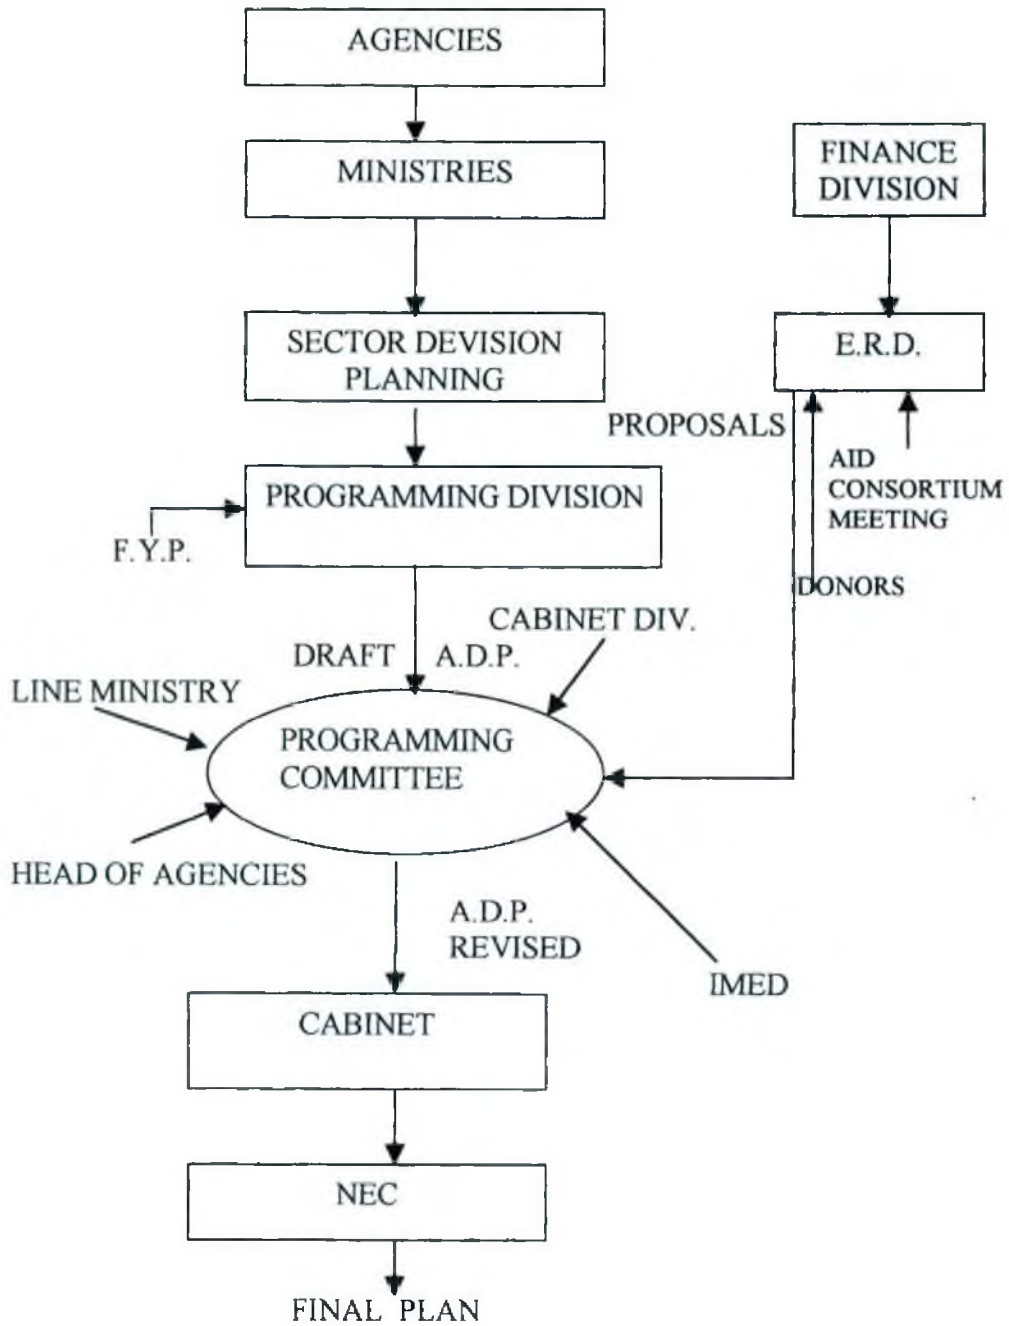 AGENCIES
MINISTRIES
FINANCE
DIVISION
SECTOR DEVISION
PLANNING
E.R.D.
PROPOSALS
AID
CONSORTIUM
MEETING
PROGRAMMING DIVISION
F.Y.P.
DONORS
CABINET DIV.
DRAFT A.D.P.
LINE MINISTRY
PROGRAMMING
COMMITTEE
HEAD OF AGENCIES
A.D.P.
REVISED
IMED
CABINET
NEC
FINAL PLAN